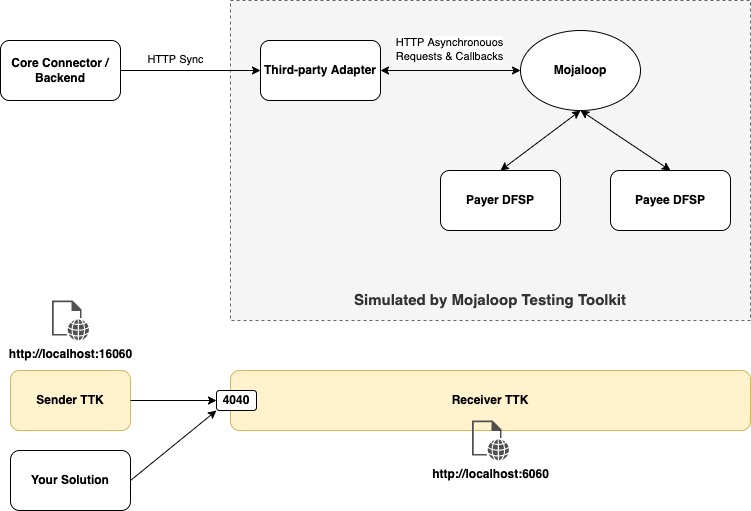 Core Connector /
Backend
HTTP Sync
Third-party Adapter
HTTP Asynchronouos
Requests & Callbacks
Mojaloop
Payer DFSP
Payee DFSP
Simulated by Mojaloop Testing Toolkit
http://localhost:16060
Sender TTK
4040
Receiver TTK
Your Solution
http://localhost:6060